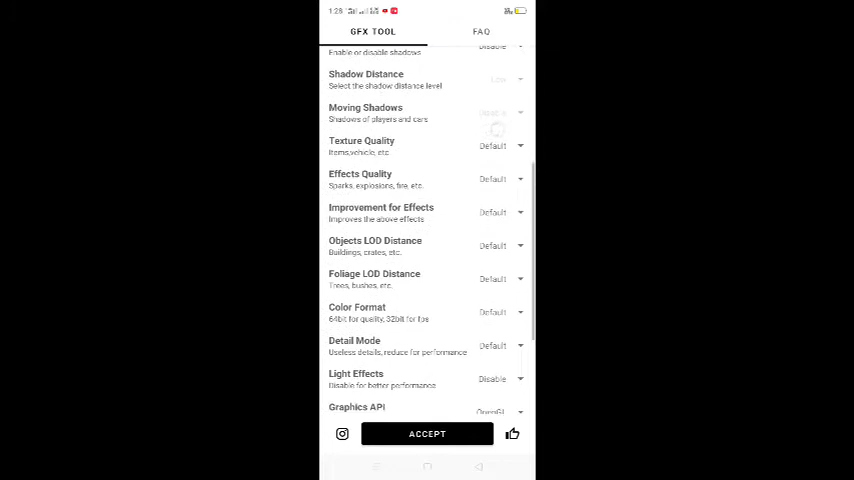 1:28
GFX TOOL
FAQ
Enable or disable shadows
Disable
Shadow Distance
Low
Select the shadow distance level
Moving Shadows
Shadows of players and cars
Texture Quality
Default
Items,vehicle, etc.
Effects Quality
Default
Sparks, explosions, fire, etc.
Improvement for Effects
Default
Improves the above effects
Objects LOD Distance
Default
Buildings, crates, etc.
Foliage LOD Distance
Default
Trees, bushes, etc.
Color Format
Default
64bit for quality, 32bit for fps
Detail Mode
Default
Useless details, reduce for performance
Light Effects
Disable
Disable for better performance
Graphics API
OpenGL
ACCEPT